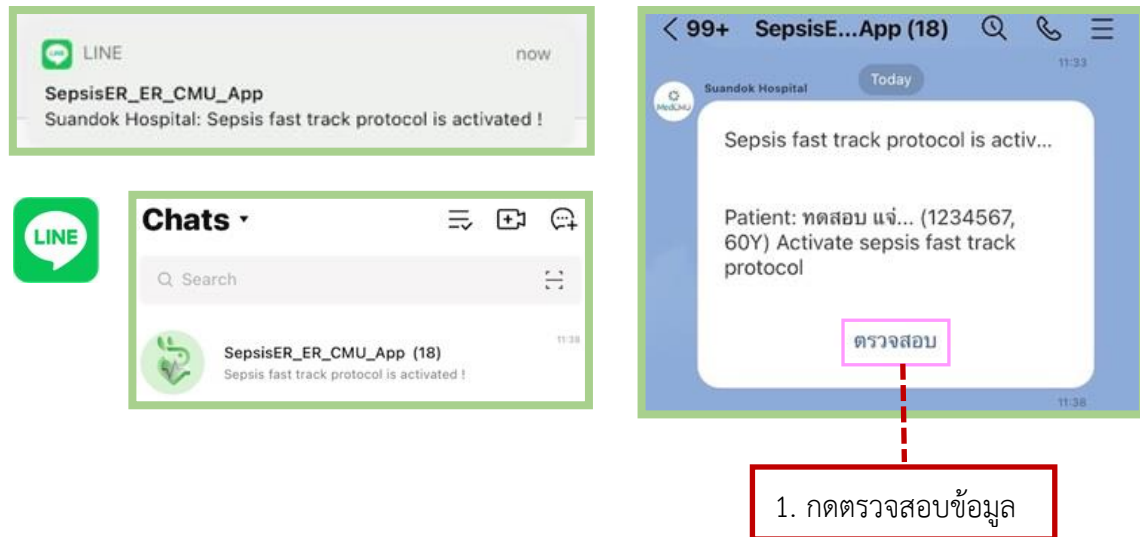 LINE
now
SepsisER_ER_CMU_App
Suandok Hospital: Sepsis fast track protocol is activated !
LINE
Chats
Search
SepsisER_ER_CMU_App (18)
11:38
Sepsis fast track protocol is activated !
99+ SepsisE...App (18)
11:33
Today
Suandok Hospital
MedCMU
Sepsis fast track protocol is activ...
Patient: ทดสอบ แจ่... (1234567,
60Y) Activate sepsis fast track
protocol
ตรวจสอบ
11:38
1. กดตรวจสอบข้อมูล